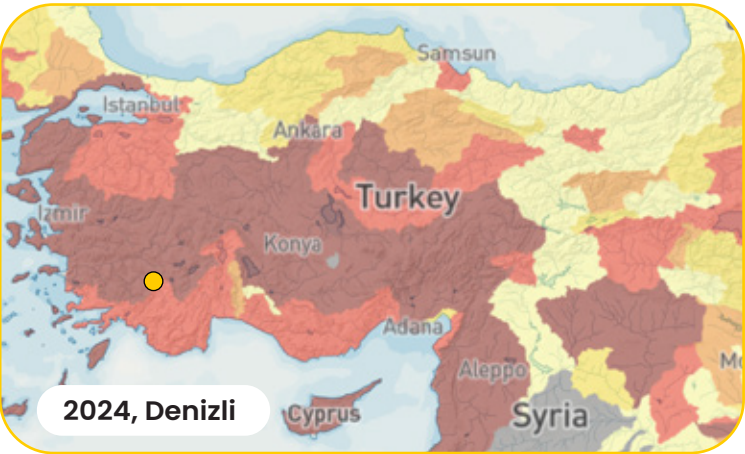 Samsun
Istanbul
Ankara
Turkey
Izmir
Konya
Adana
Aleppo
Cyprus
Syria
2024, Denizli